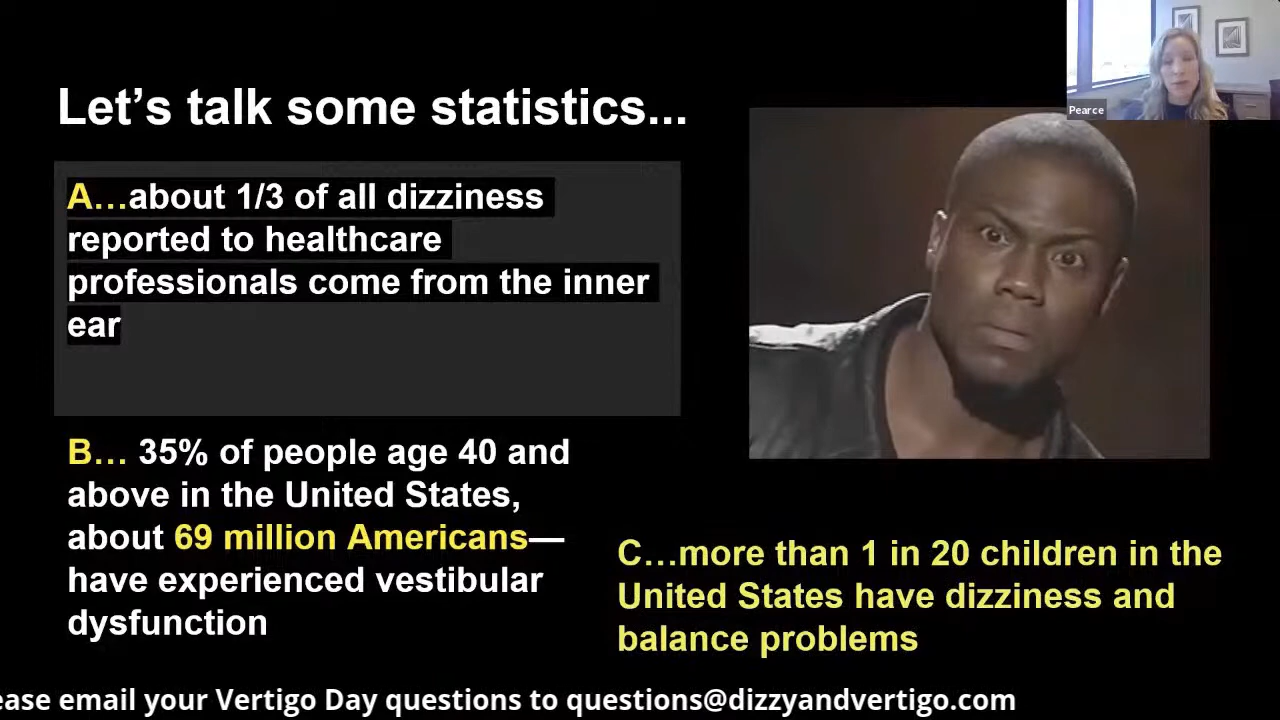 Pearce
Let's talk some statistics...
A…about 1/3 of all dizziness
reported to healthcare
professionals come from the inner
ear
B… 35% of people age 40 and
above in the United States,
about 69 million Americans—
have experienced vestibular
dysfunction
C…more than 1 in 20 children in the
United States have dizziness and
balance problems
ease email your Vertigo Day questions to questions@dizzyandvertigo.com